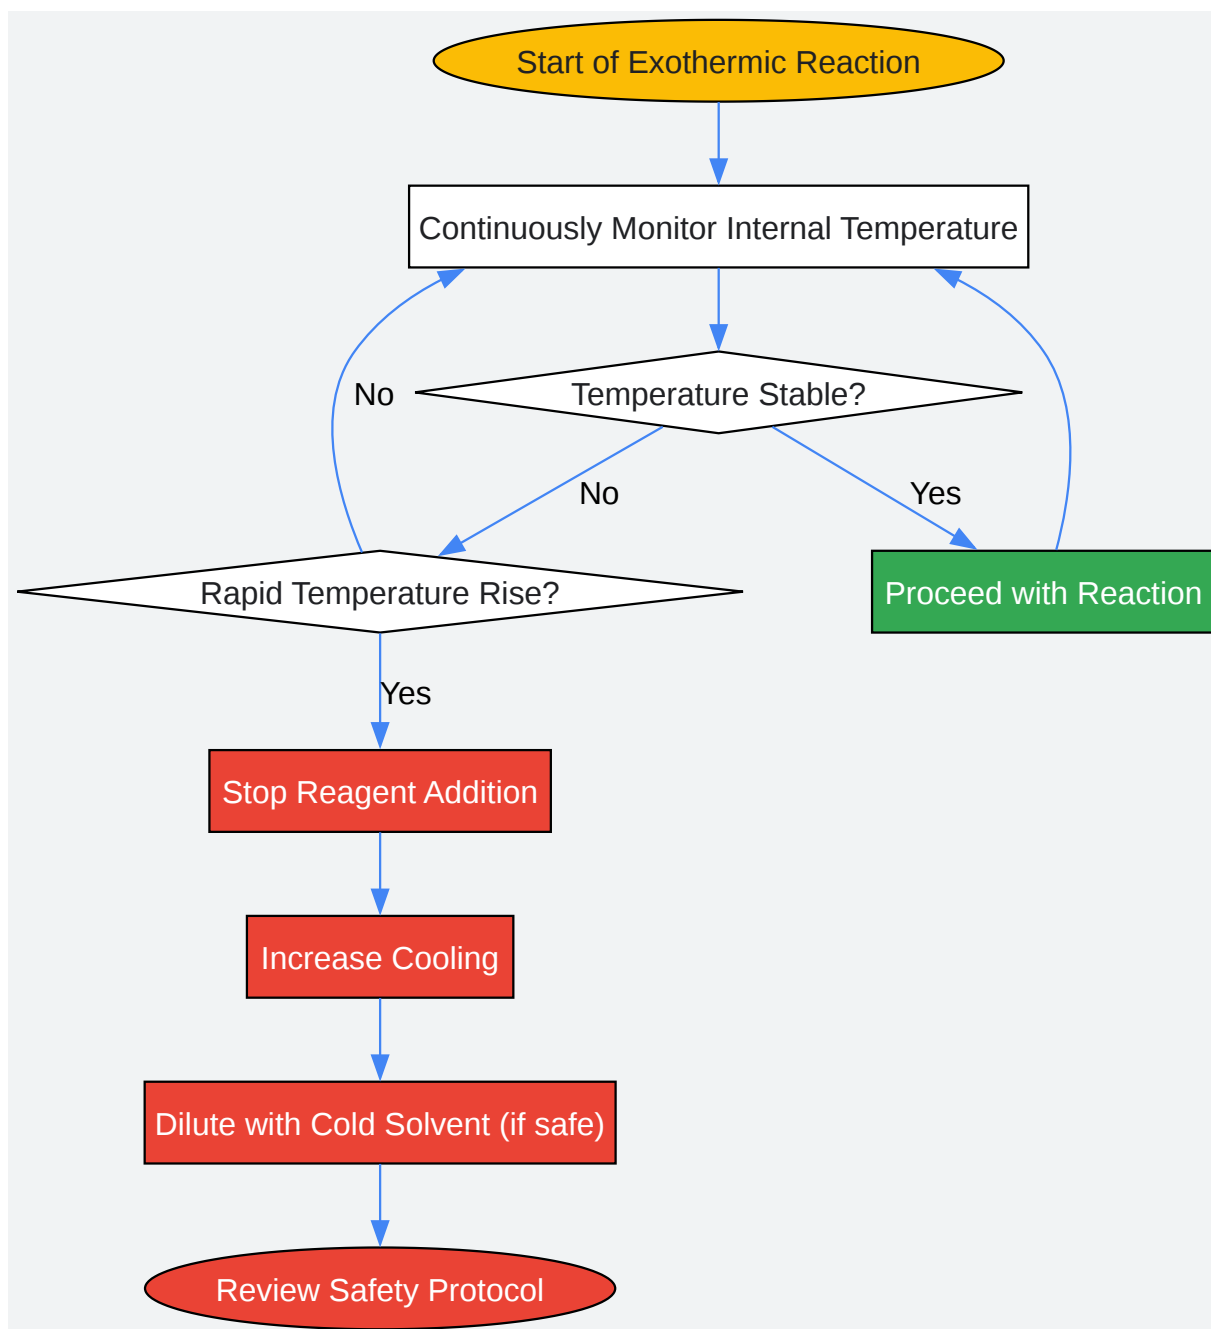 Start of Exothermic Reaction
Continuously Monitor Internal Temperature
No
Temperature Stable?
No
Yes
Rapid Temperature Rise?
Proceed with Reaction
Yes
Stop Reagent Addition
Increase Cooling
Dilute with Cold Solvent (if safe)
Review Safety Protocol